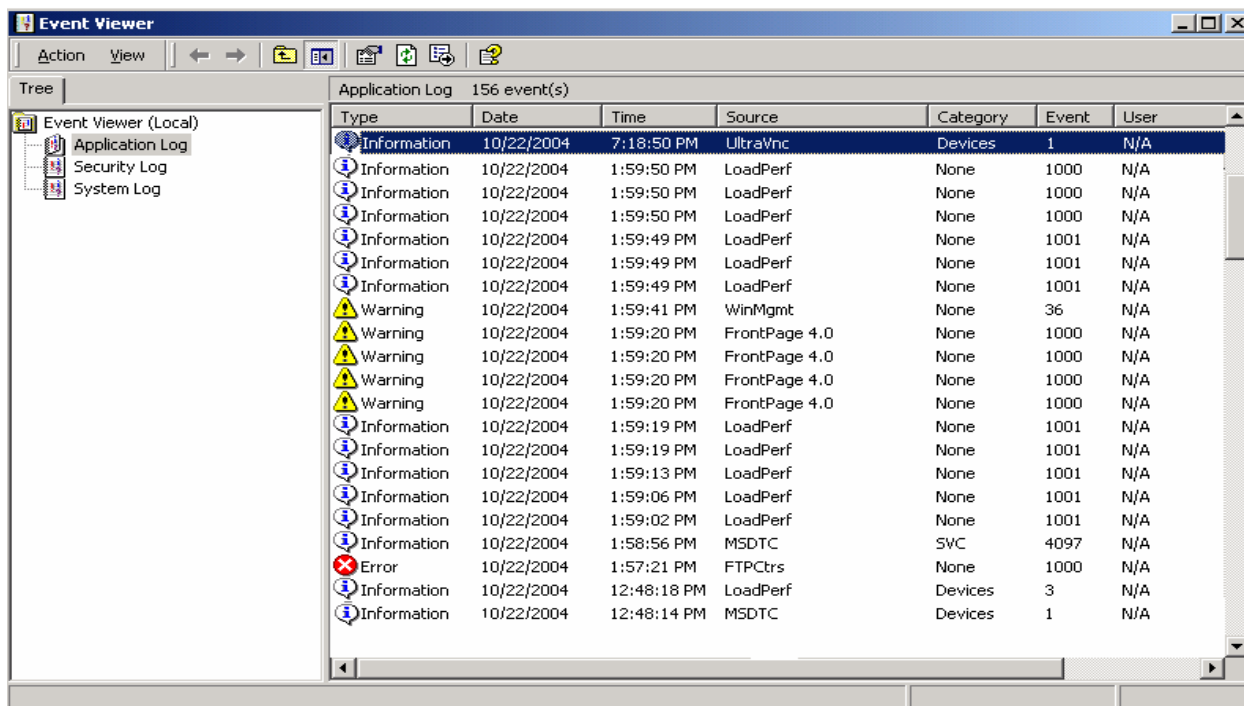 Event Viewer
Action View
Tree
Application Log 156 event(s)
Event Viewer (Local)
Application Log
Security Log
System Log
Type Date Time Source Category Event User
Information 10/22/2004 7:18:50 PM UltraVnc Devices 1 N/A
Information 10/22/2004 1:59:50 PM LoadPerf None 1000 N/A
Information 10/22/2004 1:59:50 PM LoadPerf None 1000 N/A
Information 10/22/2004 1:59:50 PM LoadPerf None 1000 N/A
Information 10/22/2004 1:59:49 PM LoadPerf None 1001 N/A
Information 10/22/2004 1:59:49 PM LoadPerf None 1001 N/A
Information 10/22/2004 1:59:49 PM LoadPerf None 1001 N/A
Warning 10/22/2004 1:59:41 PM WinMgmt None 36 N/A
Warning 10/22/2004 1:59:20 PM FrontPage 4.0 None 1000 N/A
Warning 10/22/2004 1:59:20 PM FrontPage 4.0 None 1000 N/A
Warning 10/22/2004 1:59:20 PM FrontPage 4.0 None 1000 N/A
Warning 10/22/2004 1:59:20 PM FrontPage 4.0 None 1000 N/A
Information 10/22/2004 1:59:19 PM LoadPerf None 1001 N/A
Information 10/22/2004 1:59:19 PM LoadPerf None 1001 N/A
Information 10/22/2004 1:59:13 PM LoadPerf None 1001 N/A
Information 10/22/2004 1:59:06 PM LoadPerf None 1001 N/A
Information 10/22/2004 1:59:02 PM LoadPerf None 1001 N/A
Information 10/22/2004 1:58:56 PM MSDTC SVC 4097 N/A
Error 10/22/2004 1:57:21 PM FTPCtrs None 1000 N/A
Information 10/22/2004 12:48:18 PM LoadPerf Devices 3 N/A
Information 10/22/2004 12:48:14 PM MSDTC Devices 1 N/A